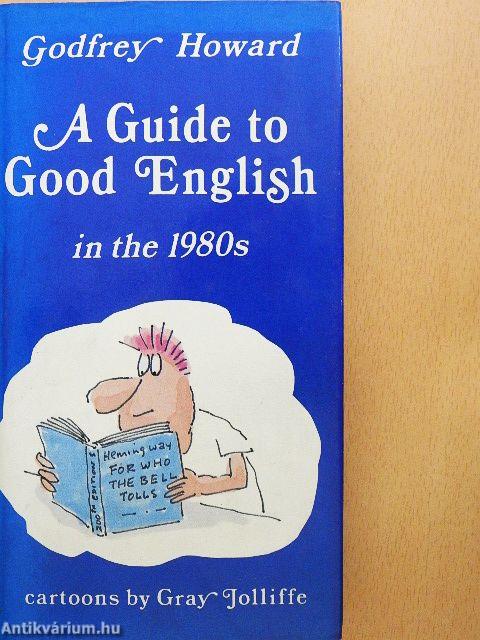 Godfrey Howard
A Guide to
Good English
in the 1980s
Hemingway
FOR WHO
THE BELL
TOLLS
cartoons by Gray Jolliffe
Antikvárium.hu